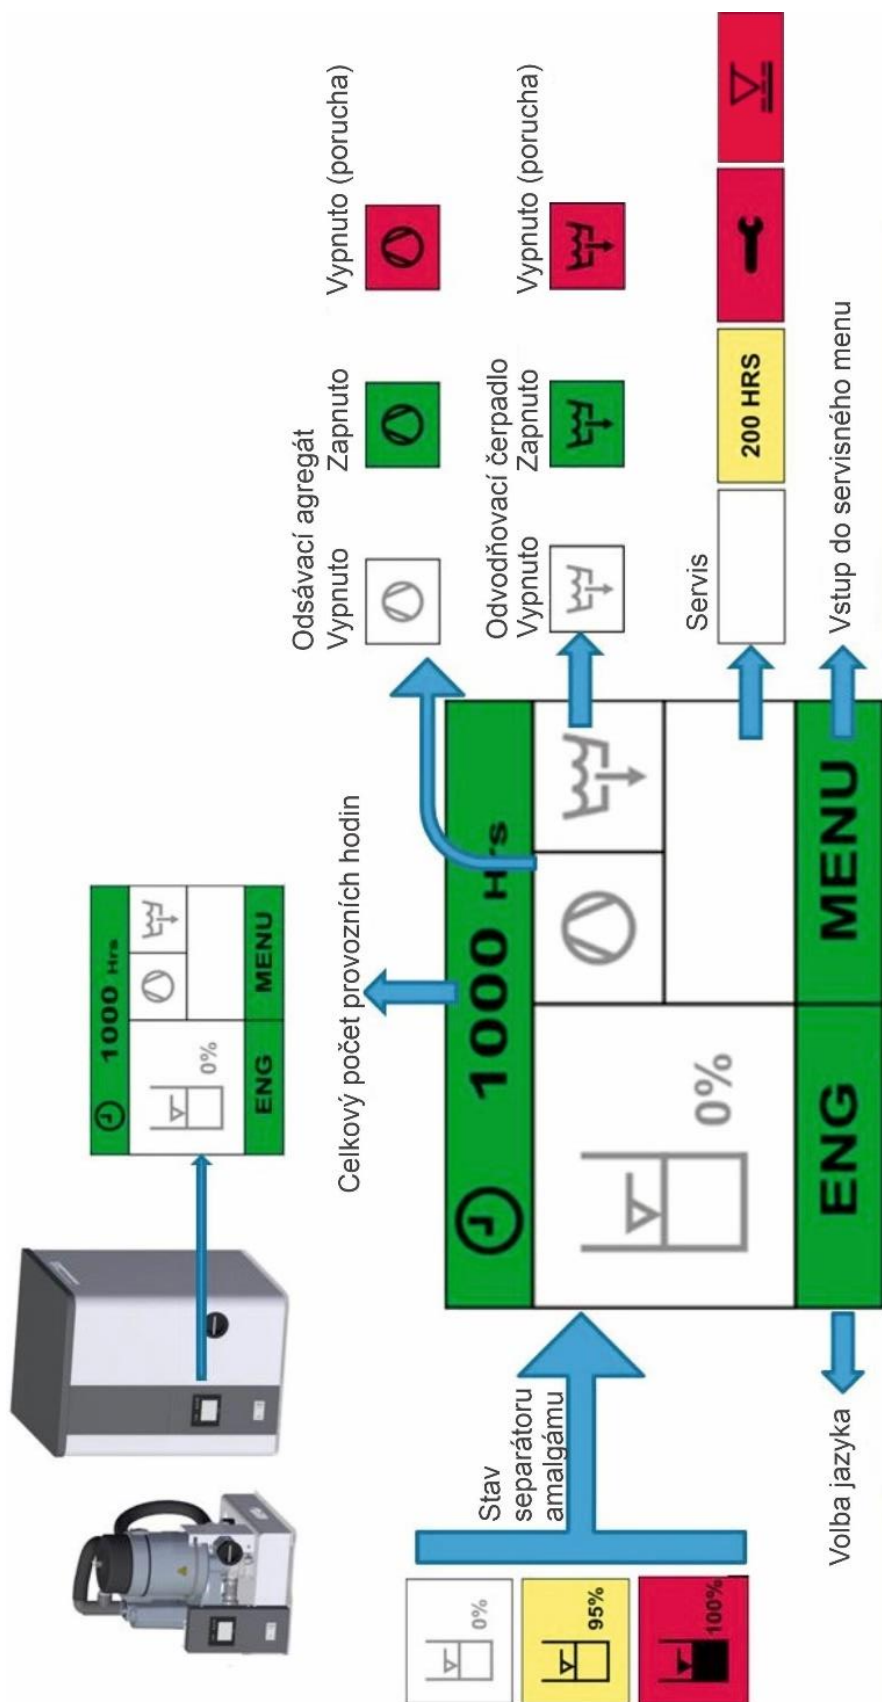 1000 Hrs
0%
ENG
MENU
Celkový počet provozních hodin
Odsávací agregát
Vypnuto
Zapnuto
Vypnuto (porucha)
Odvodňovací čerpadlo
Vypnuto
Zapnuto
Vypnuto (porucha)
Servis
200 HRS
Vstup do servisného menu
1000 Hrs
0%
ENG
MENU
Stav
separátoru
amalgámu
0%
95%
100%
Volba jazyka